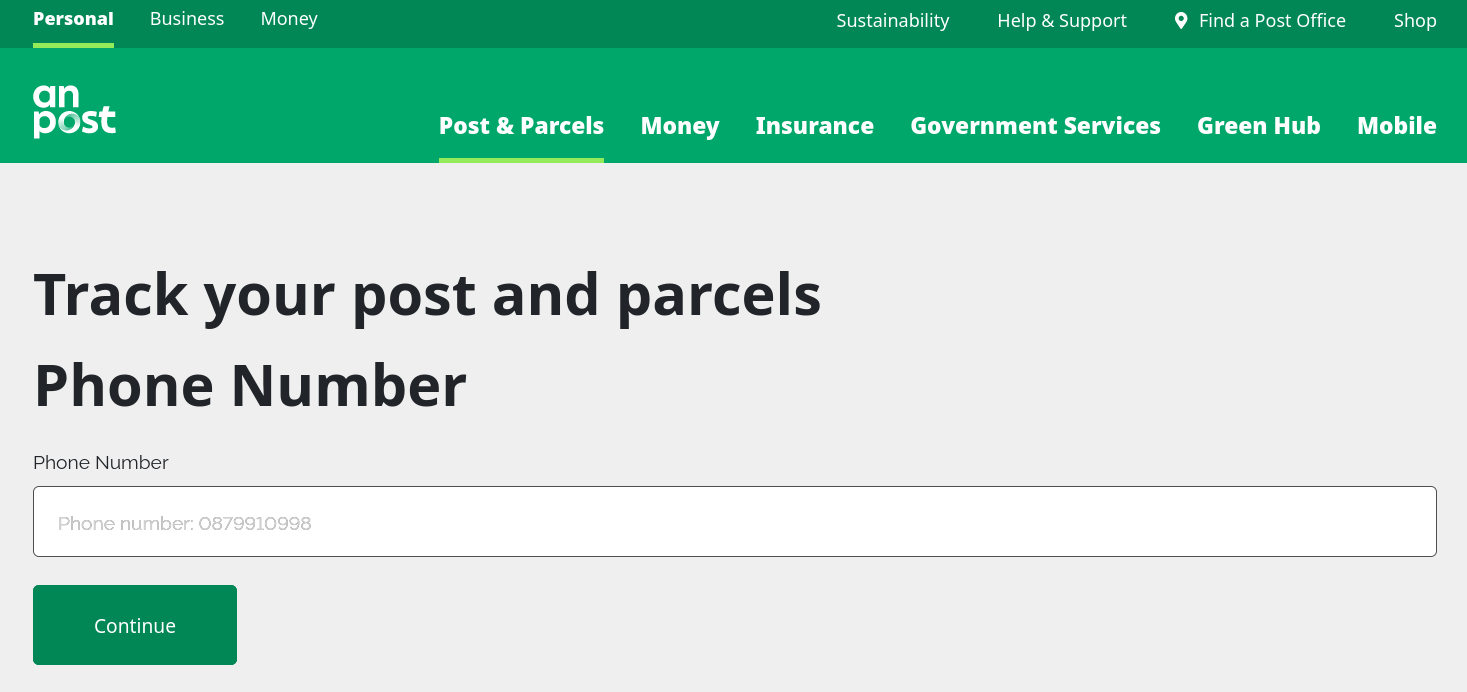 Personal Business Money Sustainability Help & Support Find a Post Office Shop
an
post
Post & Parcels Money Insurance Government Services Green Hub Mobile
Track your post and parcels
Phone Number
Phone Number
Phone number: 0879910998
Continue